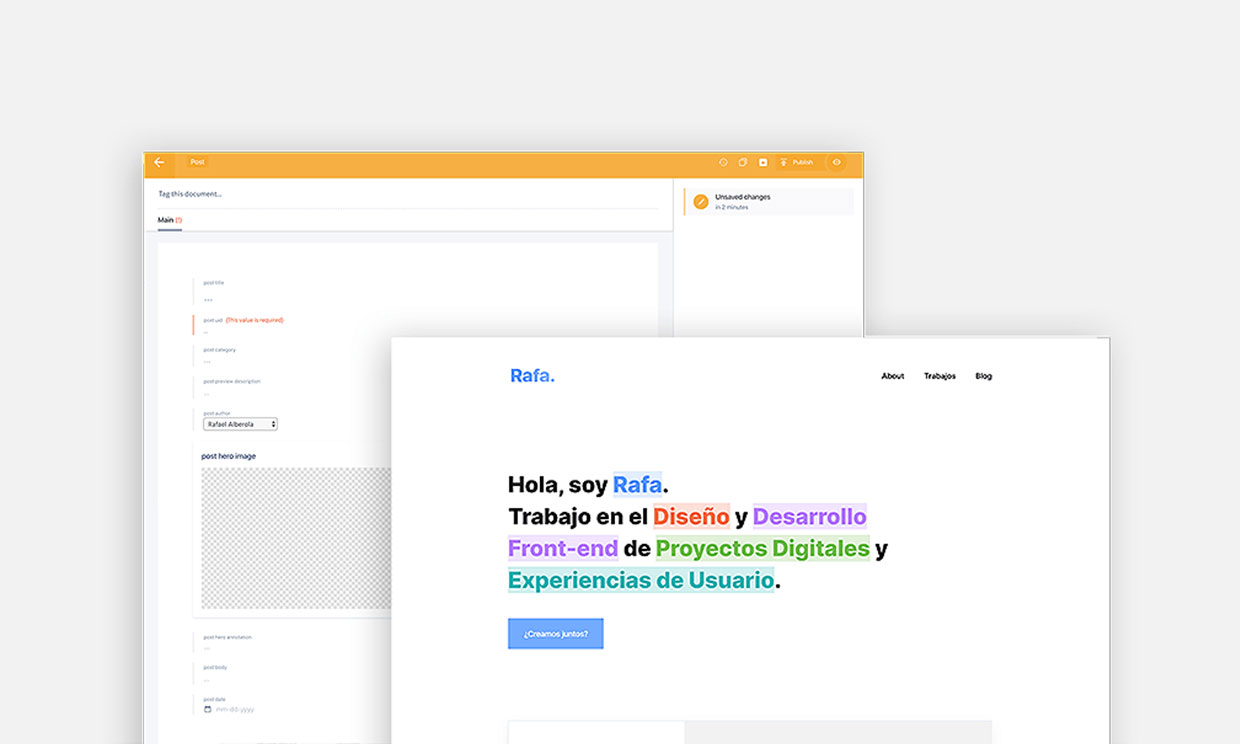 Post
Publish
Tag this document...
Unsaved changes
in 2 minutes
Main
post title
...
post uid (This value is required)
...
post category
...
post preview description
...
post author
Rafael Alberola
post hero image
post hero annotation
...
post body
...
post date
mm-dd-yyyy
Rafa.
About Trabajos Blog
Hola, soy Rafa.
Trabajo en el Diseño y Desarrollo
Front-end de Proyectos Digitales y
Experiencias de Usuario.
¿Creamos juntos?